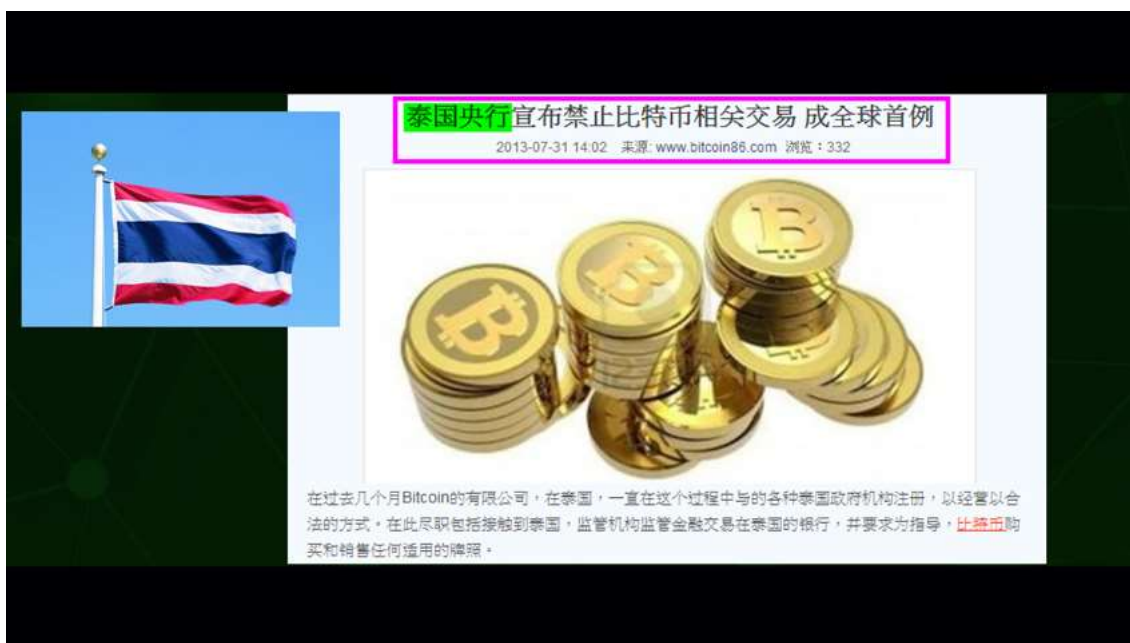 泰国央行宣布禁止比特币相关交易 成全球首例
2013-07-31 14:02 来源: www.bitcoin86.com 浏览：332
在过去几个月Bitcoin的有限公司，在泰国，一直在这个过程中与的各种泰国政府机构注册，以经营以合
法的方式。在此尽职包括接触到泰国，监管机构监管金融交易在泰国的银行，并要求为指导，比特币购
买和销售任何适用的牌照。